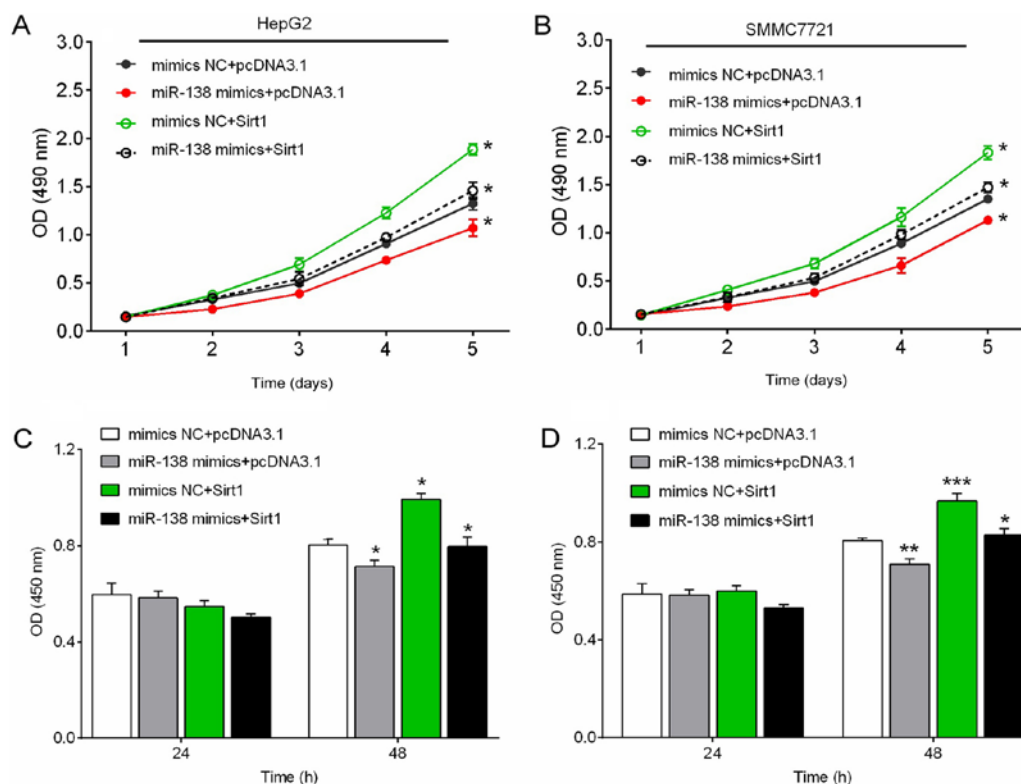 A
HepG2
3.0
2.5
2.0
1.5
1.0
0.5
0.0
OD (490 nm)
mimics NC+pcDNA3.1
miR-138 mimics+pcDNA3.1
mimics NC+Sirt1
miR-138 mimics+Sirt1
*
*
*
1 2 3 4 5
Time (days)
B
SMMC7721
3.0
2.5
2.0
1.5
1.0
0.5
0.0
OD (490 nm)
mimics NC+pcDNA3.1
miR-138 mimics+pcDNA3.1
mimics NC+Sirt1
miR-138 mimics+Sirt1
*
*
*
1 2 3 4 5
Time (days)
C
1.2
0.8
0.4
0.0
OD (450 nm)
mimics NC+pcDNA3.1
miR-138 mimics+pcDNA3.1
mimics NC+Sirt1
miR-138 mimics+Sirt1
*
*
*
24 48
Time (h)
D
1.2
0.8
0.4
0.0
OD (450 nm)
mimics NC+pcDNA3.1
miR-138 mimics+pcDNA3.1
mimics NC+Sirt1
miR-138 mimics+Sirt1
**
***
*
24 48
Time (h)